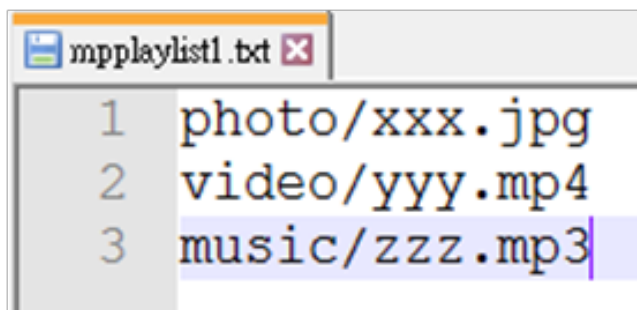 mpplaylist1.txt
1 photo/xxx.jpg
2 video/yyy.mp4
3 music/zzz.mp3